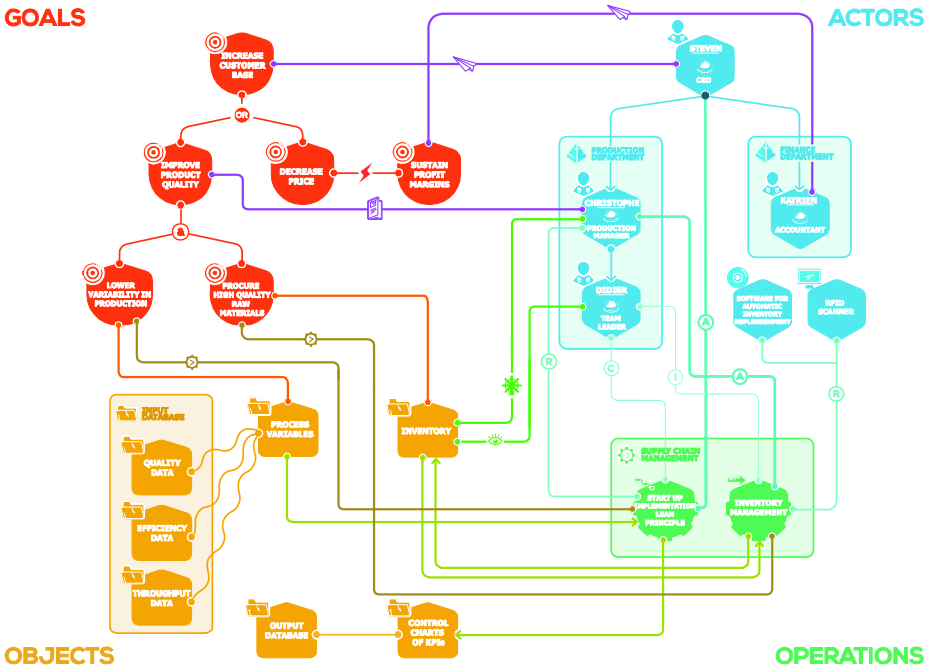 GOALS
ACTORS
INCREASE
CUSTOMER
BASE
STEVEN
CEO
OR
IMPROVE
PRODUCT
QUALITY
DECREASE
PRICE
SUSTAIN
PROFIT
MARGINS
PRODUCTION
DEPARTMENT
FINANCE
DEPARTMENT
CHRISTOPHE
PRODUCTION
MANAGER
KATRIEN
ACCOUNTANT
&
LOWER
VARIABILITY IN
PRODUCTION
PROCURE
HIGH QUALITY
RAW
MATERIALS
DIDIER
TEAM
LEADER
SOFTWARE FOR
AUTOMATIC
INVENTORY
REPLENISHMENT
RFID
SCANNER
A
R
C
I
A
R
>
>
INPUT
DATABASE
PROCESS
VARIABLES
INVENTORY
QUALITY
DATA
EFFICIENCY
DATA
THROUGHPUT
DATA
SUPPLY CHAIN
MANAGEMENT
START UP
IMPLEMENTATION
LEAN
PRINCIPLE
INVENTORY
MANAGEMENT
OUTPUT
DATABASE
CONTROL
CHARTS
OF KPIs
OBJECTS
OPERATIONS